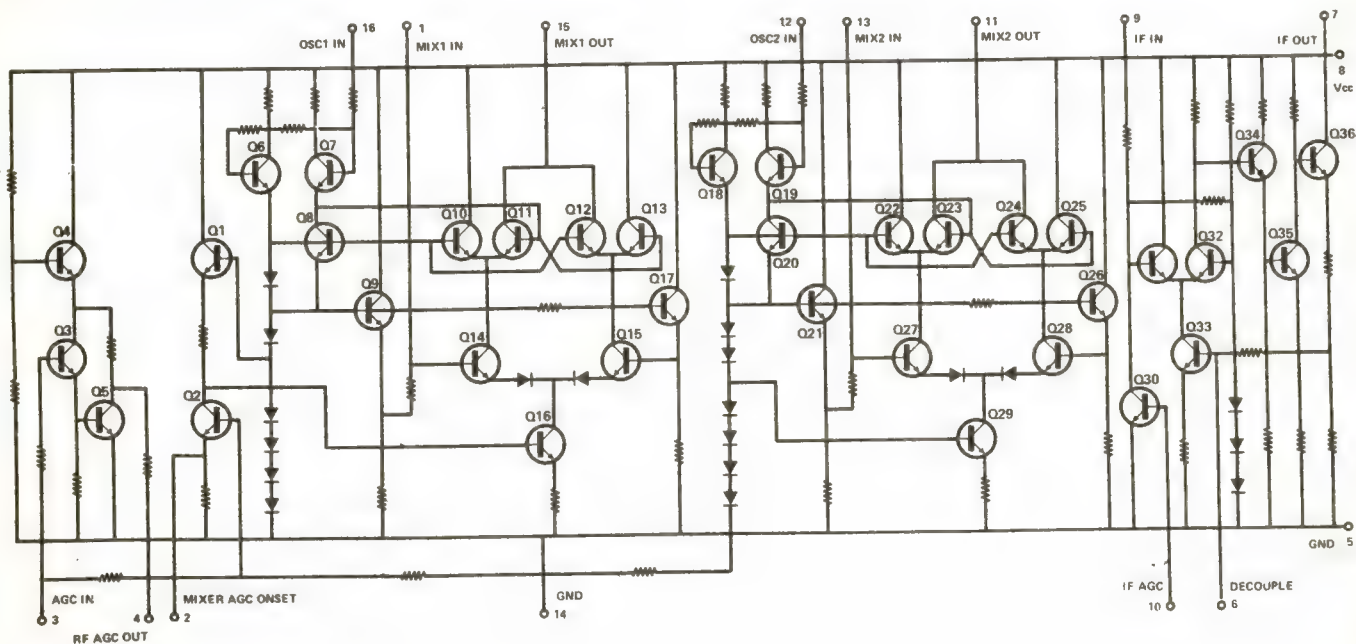 OSC1 IN
16
1
MIX1 IN
15
MIX1 OUT
OSC2 IN
12
13
MIX2 IN
11
MIX2 OUT
9
IF IN
7
IF OUT
8
Vcc
Q6
Q7
Q18
Q19
Q34
Q36
Q4
Q1
Q8
Q10
Q11
Q12
Q13
Q20
Q22
Q23
Q24
Q25
Q32
Q35
Q3
Q9
Q17
Q21
Q26
Q33
Q5
Q2
Q14
Q15
Q27
Q28
Q30
Q16
Q29
5
GND
AGC IN
3
4
RF AGC OUT
MIXER AGC ONSET
2
GND
14
IF AGC
10
DECOUPLE
6